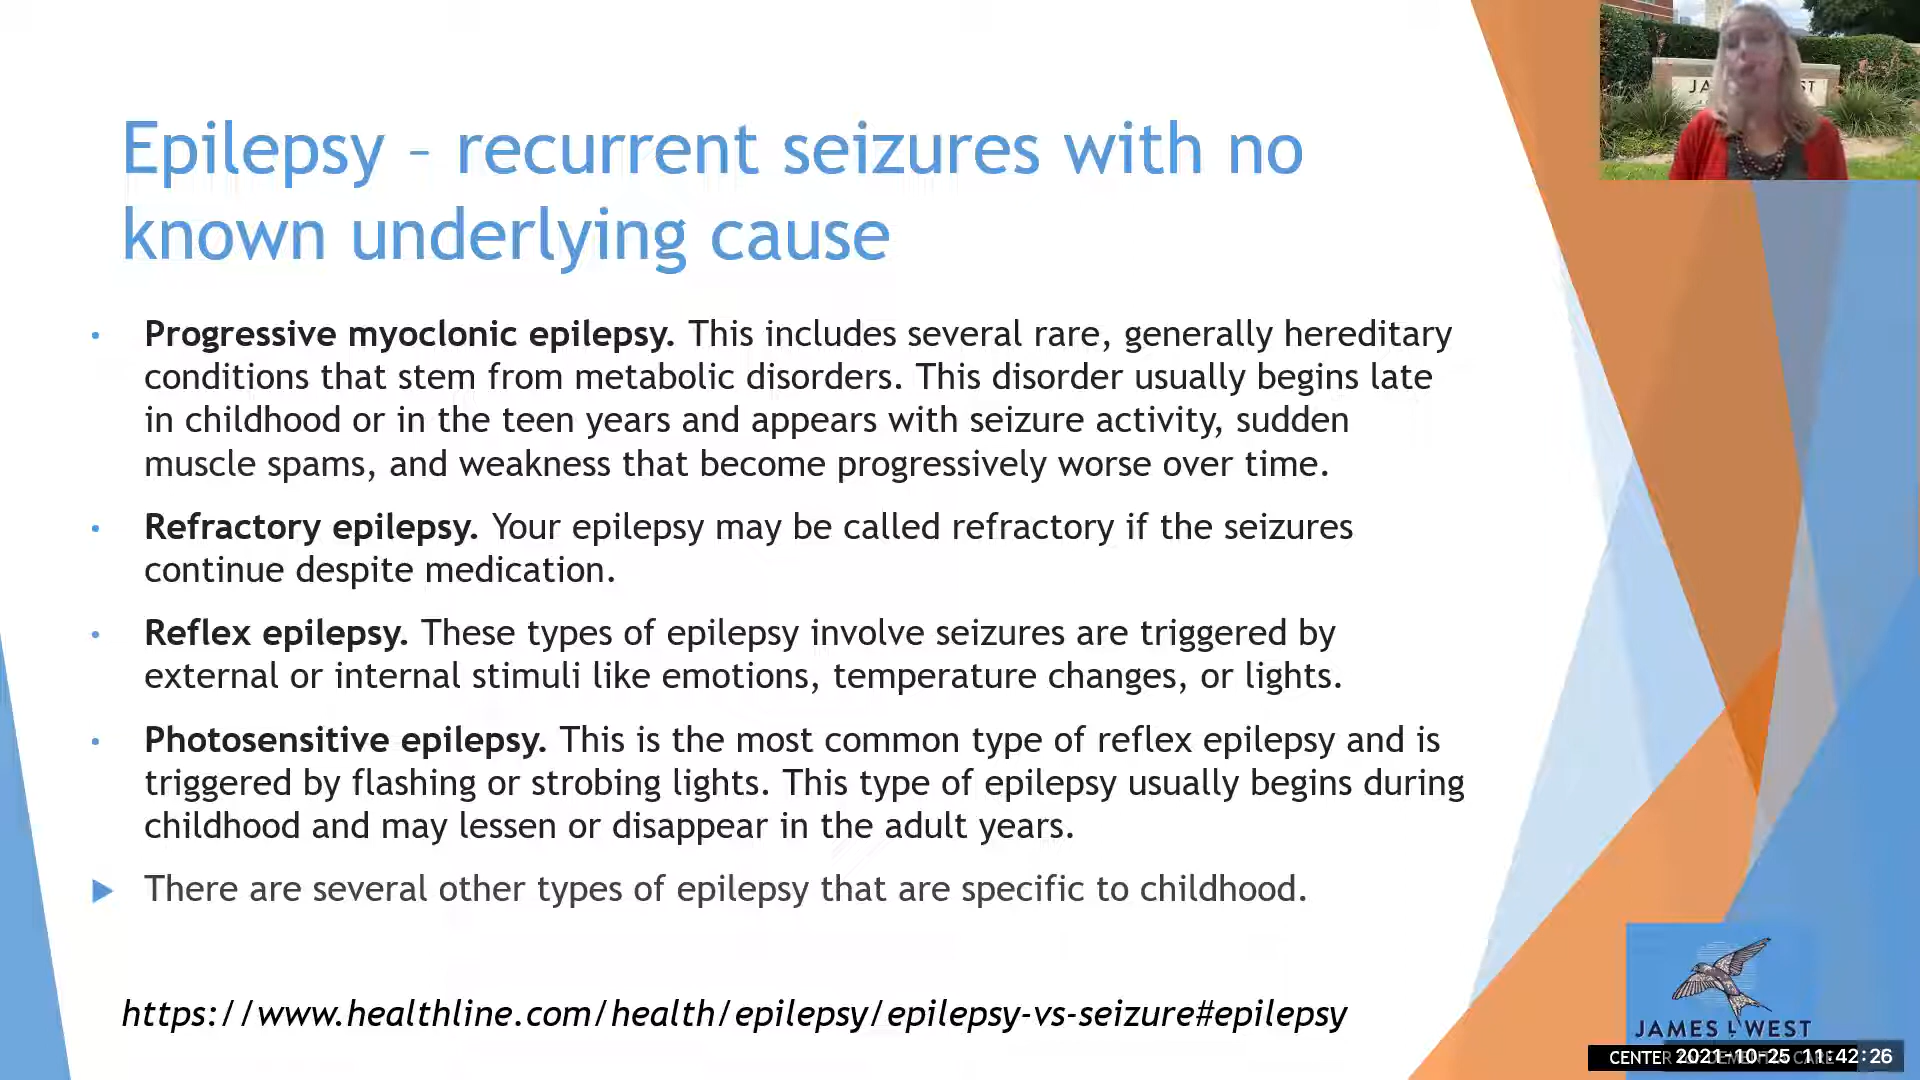 Epilepsy – recurrent seizures with no
known underlying cause
• Progressive myoclonic epilepsy. This includes several rare, generally hereditary
conditions that stem from metabolic disorders. This disorder usually begins late
in childhood or in the teen years and appears with seizure activity, sudden
muscle spams, and weakness that become progressively worse over time.
• Refractory epilepsy. Your epilepsy may be called refractory if the seizures
continue despite medication.
• Reflex epilepsy. These types of epilepsy involve seizures are triggered by
external or internal stimuli like emotions, temperature changes, or lights.
• Photosensitive epilepsy. This is the most common type of reflex epilepsy and is
triggered by flashing or strobing lights. This type of epilepsy usually begins during
childhood and may lessen or disappear in the adult years.
▶ There are several other types of epilepsy that are specific to childhood.
https://www.healthline.com/health/epilepsy/epilepsy-vs-seizure#epilepsy
JAMES L WEST
CENTER
2021-10-25 11:42:26